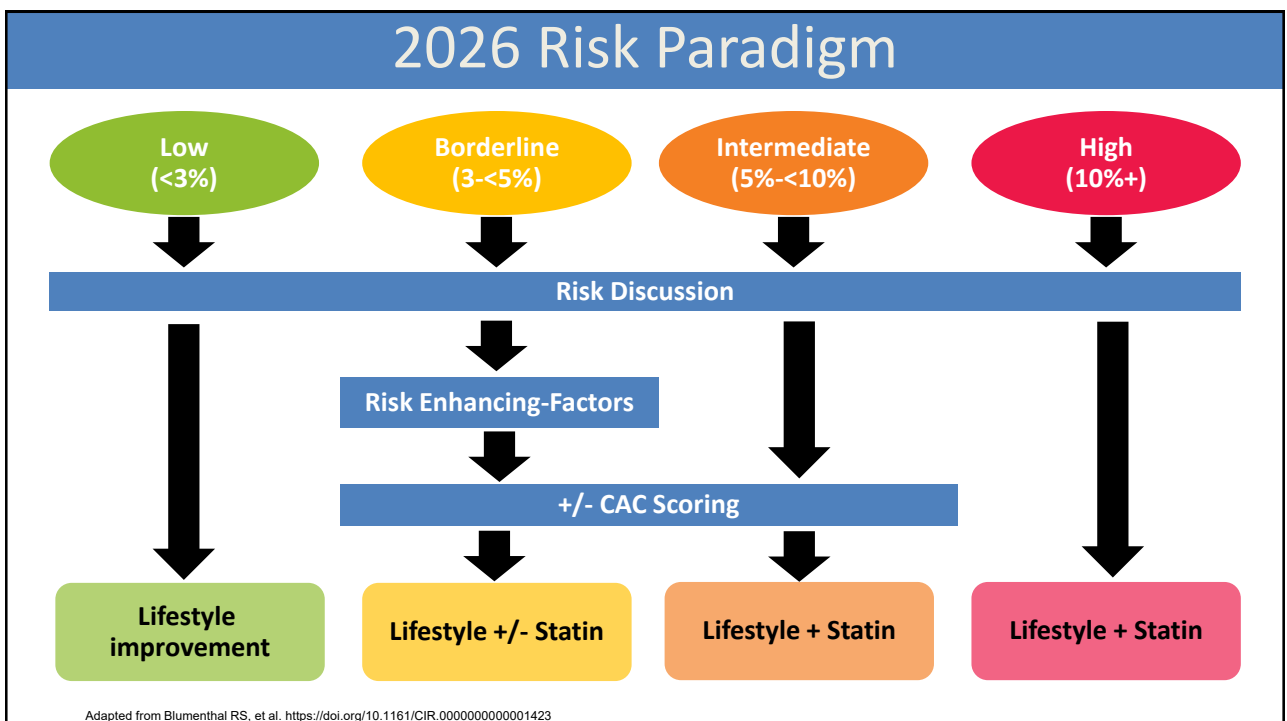 2026 Risk Paradigm
Low
(<3%)
Borderline
(3-<5%)
Intermediate
(5%-<10%)
High
(10%+)
Risk Discussion
Risk Enhancing-Factors
+/- CAC Scoring
Lifestyle
improvement
Lifestyle +/- Statin
Lifestyle + Statin
Lifestyle + Statin
Adapted from Blumenthal RS, et al. https://doi.org/10.1161/CIR.0000000000001423